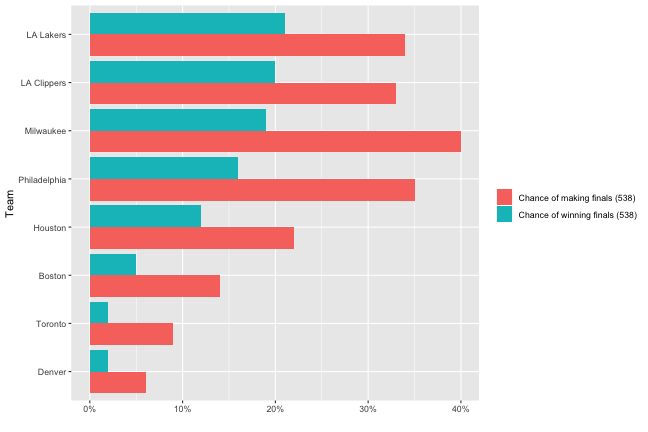 LA Lakers
LA Clippers
Milwaukee
Philadelphia
Houston
Boston
Toronto
Denver
Team
0% 10% 20% 30% 40%
Chance of making finals (538)
Chance of winning finals (538)